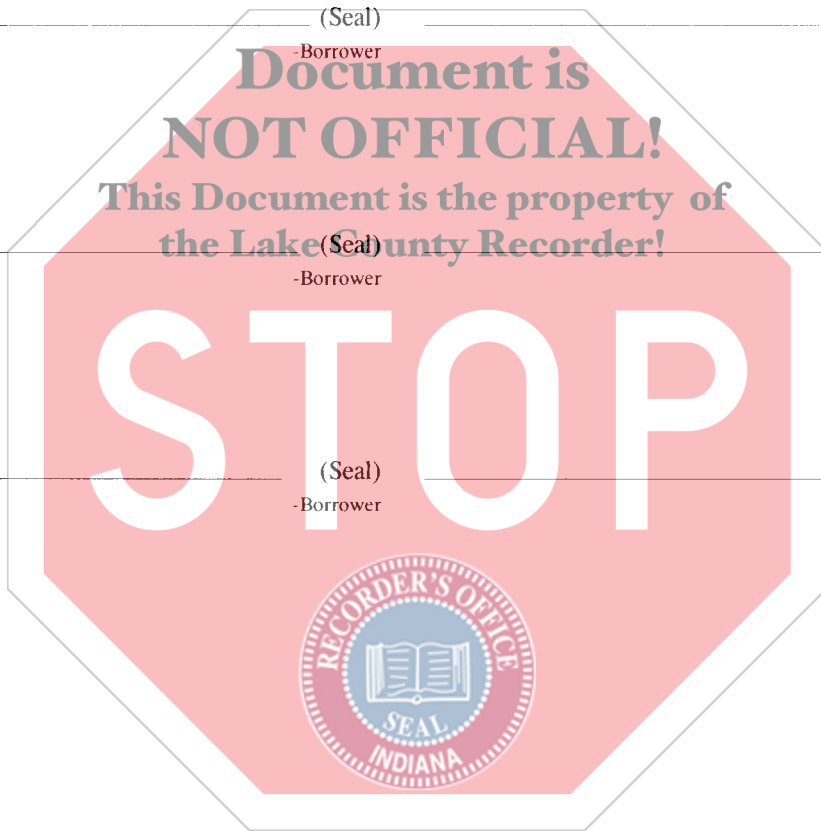 (Seal)
-Borrower
Document is
NOT OFFICIAL!
This Document is the property of
the Lake County Recorder!
(Seal)
-Borrower
STOP
(Seal)
-Borrower
RECORDER'S OFFICE
SEAL
INDIANA